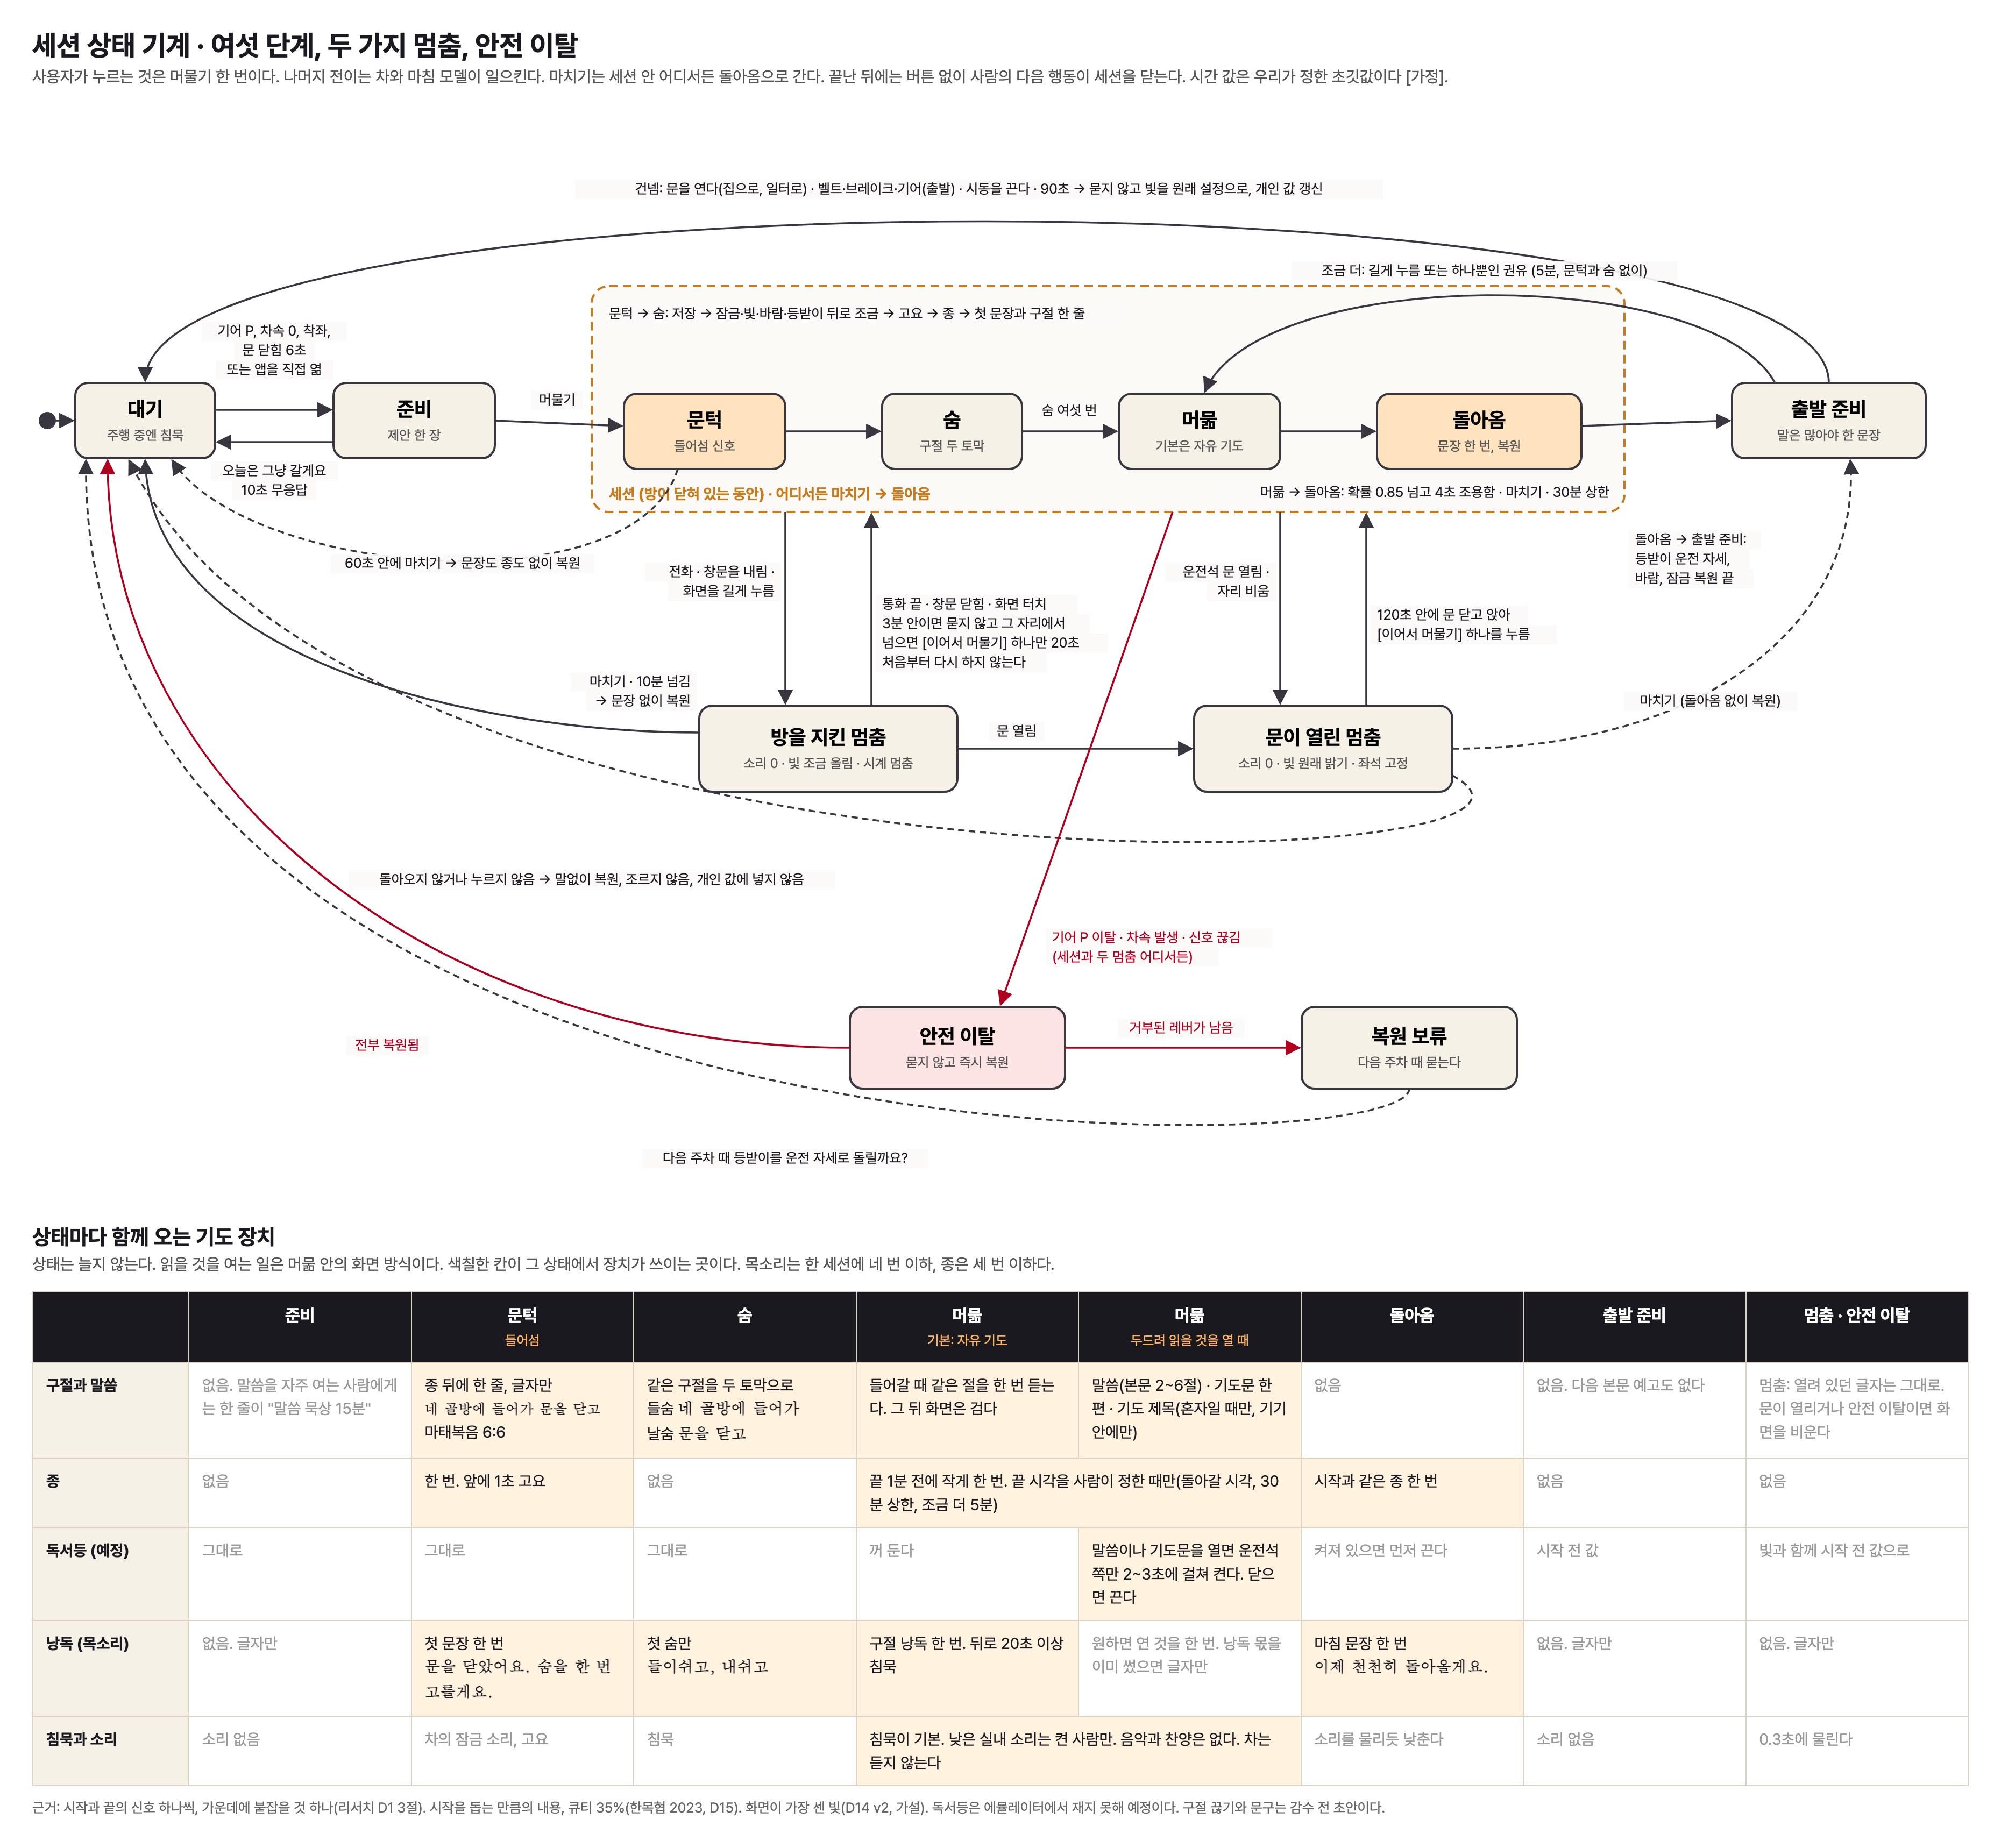 세션 상태 기계 · 여섯 단계, 두 가지 멈춤, 안전 이탈
사용자가 누르는 것은 머물기 한 번이다. 나머지 전이는 차와 마침 모델이 일으킨다. 마치기는 세션 안 어디서든 돌아옴으로 간다. 끝난 뒤에는 버튼 없이 사람의 다음 행동이 세션을 닫는다. 시간 값은 우리가 정한 초깃값이다 [가정].
건넴: 문을 연다(집으로, 일터로) · 벨트·브레이크·기어(출발) · 시동을 끈다 · 90초 → 묻지 않고 빛을 원래 설정으로, 개인 값 갱신
조금 더: 길게 누름 또는 하나뿐인 권유 (5분, 문턱과 숨 없이)
문턱 → 숨: 저장 → 잠금·빛·바람·등받이 뒤로 조금 → 고요 → 종 → 첫 문장과 구절 한 줄
기어 P, 차속 0, 착좌,
문 닫힘 6초
또는 앱을 직접 엶
대기
주행 중엔 침묵
준비
제안 한 장
머물기
문턱
들어섬 신호
숨
구절 두 토막
숨 여섯 번
머묾
기본은 자유 기도
돌아옴
문장 한 번, 복원
출발 준비
말은 많아야 한 문장
오늘은 그냥 갈게요
10초 무응답
세션 (방이 닫혀 있는 동안) · 어디서든 마치기 → 돌아옴
머묾 → 돌아옴: 확률 0.85 넘고 4초 조용함 · 마치기 · 30분 상한
60초 안에 마치기 → 문장도 종도 없이 복원
전화 · 창문을 내림 ·
화면을 길게 누름
통화 끝 · 창문 닫힘 · 화면 터치
3분 안이면 묻지 않고 그 자리에서
넘으면 [이어서 머물기] 하나만 20초
처음부터 다시 하지 않는다
운전석 문 열림 ·
자리 비움
120초 안에 문 닫고 앉아
[이어서 머물기] 하나를 누름
돌아옴 → 출발 준비:
등받이 운전 자세,
바람, 잠금 복원 끝
마치기 · 10분 넘김
→ 문장 없이 복원
마치기 (돌아옴 없이 복원)
방을 지킨 멈춤
소리 0 · 빛 조금 올림 · 시계 멈춤
문 열림
문이 열린 멈춤
소리 0 · 빛 원래 밝기 · 좌석 고정
돌아오지 않거나 누르지 않음 → 말없이 복원, 조르지 않음, 개인 값에 넣지 않음
기어 P 이탈 · 차속 발생 · 신호 끊김
(세션과 두 멈춤 어디서든)
전부 복원됨
안전 이탈
묻지 않고 즉시 복원
거부된 레버가 남음
복원 보류
다음 주차 때 묻는다
다음 주차 때 등받이를 운전 자세로 돌릴까요?
상태마다 함께 오는 기도 장치
상태는 늘지 않는다. 읽을 것을 여는 일은 머묾 안의 화면 방식이다. 색칠한 칸이 그 상태에서 장치가 쓰이는 곳이다. 목소리는 한 세션에 네 번 이하, 종은 세 번 이하다.
준비
문턱
들어섬
숨
머묾
기본: 자유 기도
머묾
두드려 읽을 것을 열 때
돌아옴
출발 준비
멈춤 · 안전 이탈
구절과 말씀
없음. 말씀을 자주 여는 사람에게
는 한 줄이 "말씀 묵상 15분"
종 뒤에 한 줄, 글자만
네 골방에 들어가 문을 닫고
마태복음 6:6
같은 구절을 두 토막으로
들숨 네 골방에 들어가
날숨 문을 닫고
들어갈 때 같은 절을 한 번 듣는
다. 그 뒤 화면은 검다
말씀(본문 2~6절) · 기도문 한
편 · 기도 제목(혼자일 때만, 기기
안에만)
없음
없음. 다음 본문 예고도 없다
멈춤: 열려 있던 글자는 그대로.
문이 열리거나 안전 이탈이면 화
면을 비운다
종
없음
한 번. 앞에 1초 고요
없음
끝 1분 전에 작게 한 번. 끝 시각을 사람이 정한 때만(돌아갈 시각, 30
분 상한, 조금 더 5분)
시작과 같은 종 한 번
없음
없음
독서등 (예정)
그대로
그대로
그대로
꺼 둔다
말씀이나 기도문을 열면 운전석
쪽만 2~3초에 걸쳐 켠다. 닫으
면 끈다
켜져 있으면 먼저 끈다
시작 전 값
빛과 함께 시작 전 값으로
낭독 (목소리)
없음. 글자만
첫 문장 한 번
문을 닫았어요. 숨을 한 번
고를게요.
첫 숨만
들이쉬고, 내쉬고
구절 낭독 한 번. 뒤로 20초 이상
침묵
원하면 연 것을 한 번. 낭독 몫을
이미 썼으면 글자만
마침 문장 한 번
이제 천천히 돌아올게요.
없음. 글자만
없음. 글자만
침묵과 소리
소리 없음
차의 잠금 소리, 고요
침묵
침묵이 기본. 낮은 실내 소리는 켠 사람만. 음악과 찬양은 없다. 차는
듣지 않는다
소리를 물리듯 낮춘다
소리 없음
0.3초에 물린다
근거: 시작과 끝의 신호 하나씩, 가운데에 붙잡을 것 하나(리서치 D1 3절). 시작을 돕는 만큼의 내용, 큐티 35%(한목협 2023, D15). 화면이 가장 센 빛(D14 v2, 가설). 독서등은 에뮬레이터에서 재지 못해 예정이다. 구절 끊기와 문구는 감수 전 초안이다.